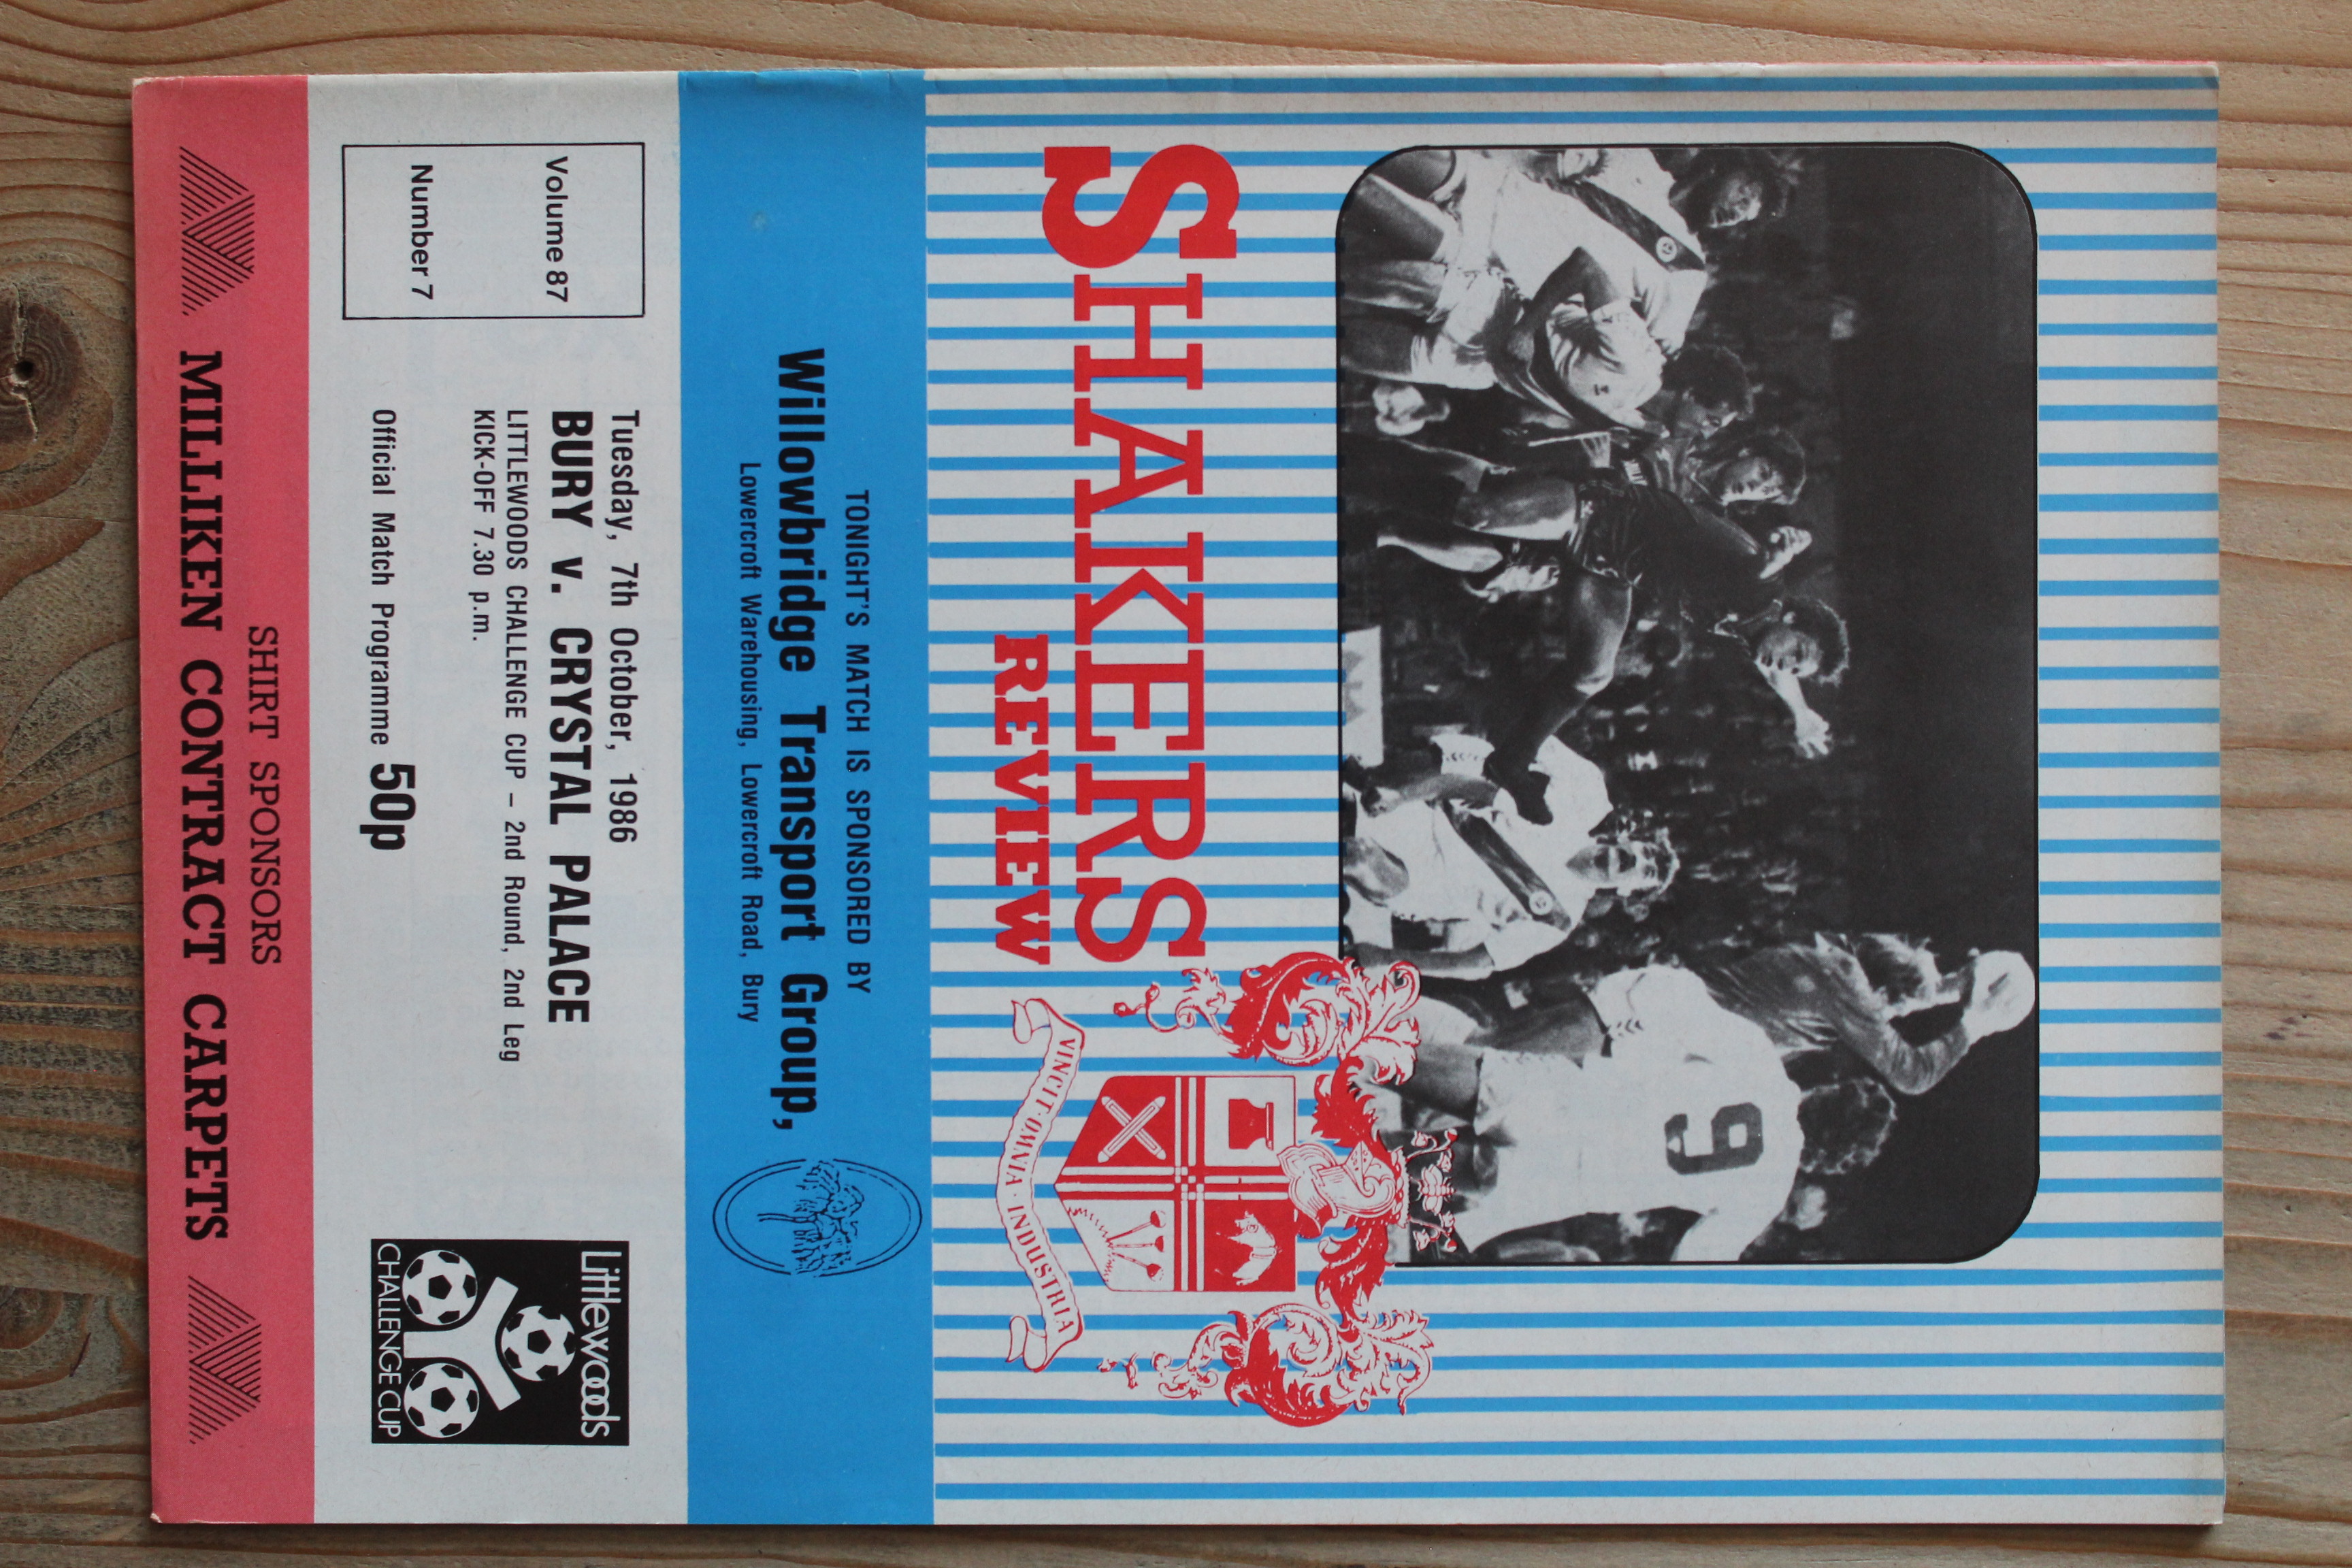 SHAKERS
REVIEW
9
VINCIT·OMNIA·INDUSTRIA
TONIGHT'S MATCH IS SPONSORED BY
Willowbridge Transport Group,
Lowercroft Warehousing, Lowercroft Road, Bury
Volume 87
Number 7
Tuesday, 7th October, 1986
BURY v. CRYSTAL PALACE
LITTLEWOODS CHALLENGE CUP – 2nd Round, 2nd Leg
KICK-OFF 7.30 p.m.
Official Match Programme 50p
Littlewoods
CHALLENGE CUP
SHIRT SPONSORS
MILLIKEN CONTRACT CARPETS